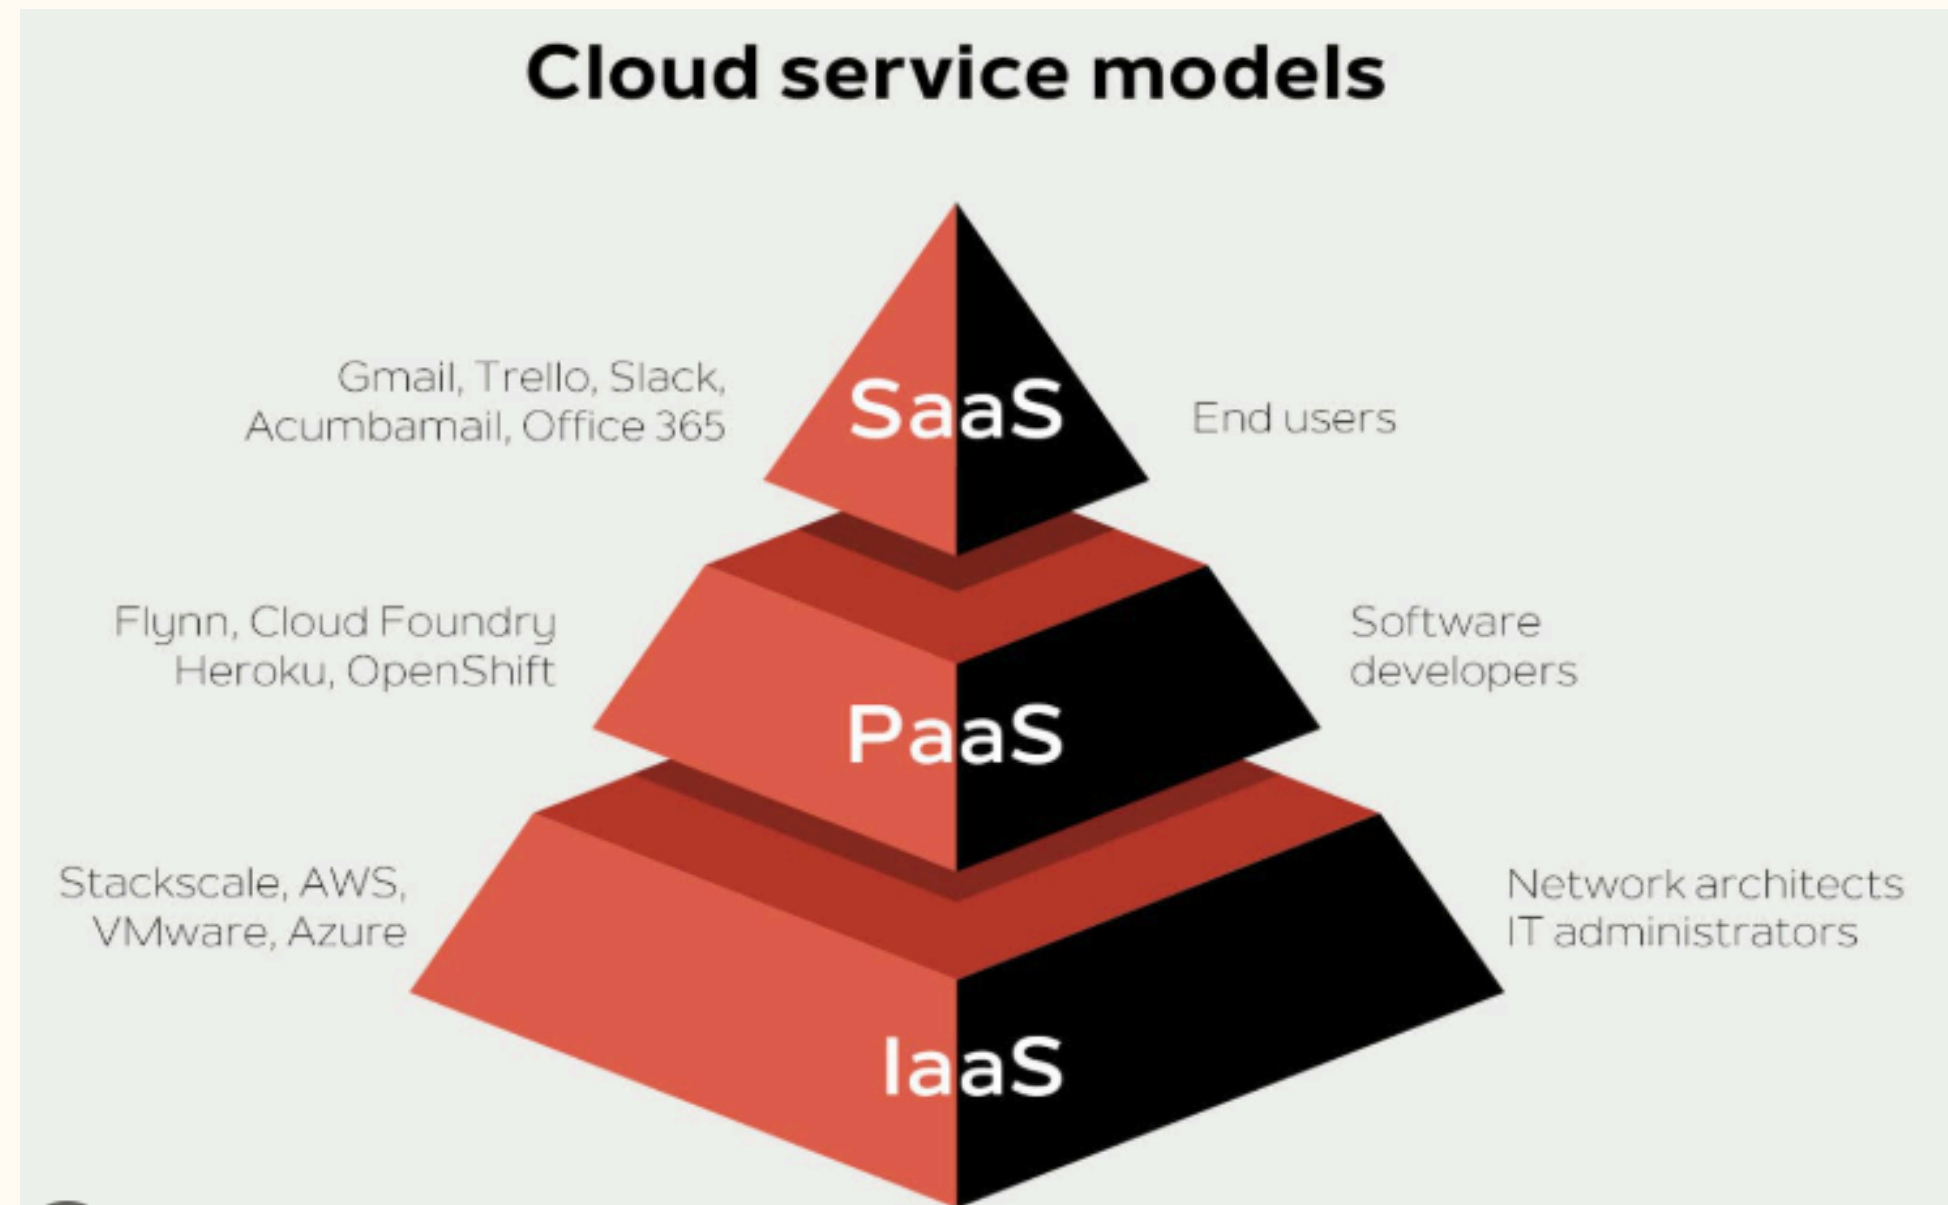 Cloud service models
Gmail, Trello, Slack,
Acumbamail, Office 365
SaaS
End users
Flynn, Cloud Foundry
Heroku, OpenShift
PaaS
Software
developers
Stackscale, AWS,
VMware, Azure
IaaS
Network architects
IT administrators